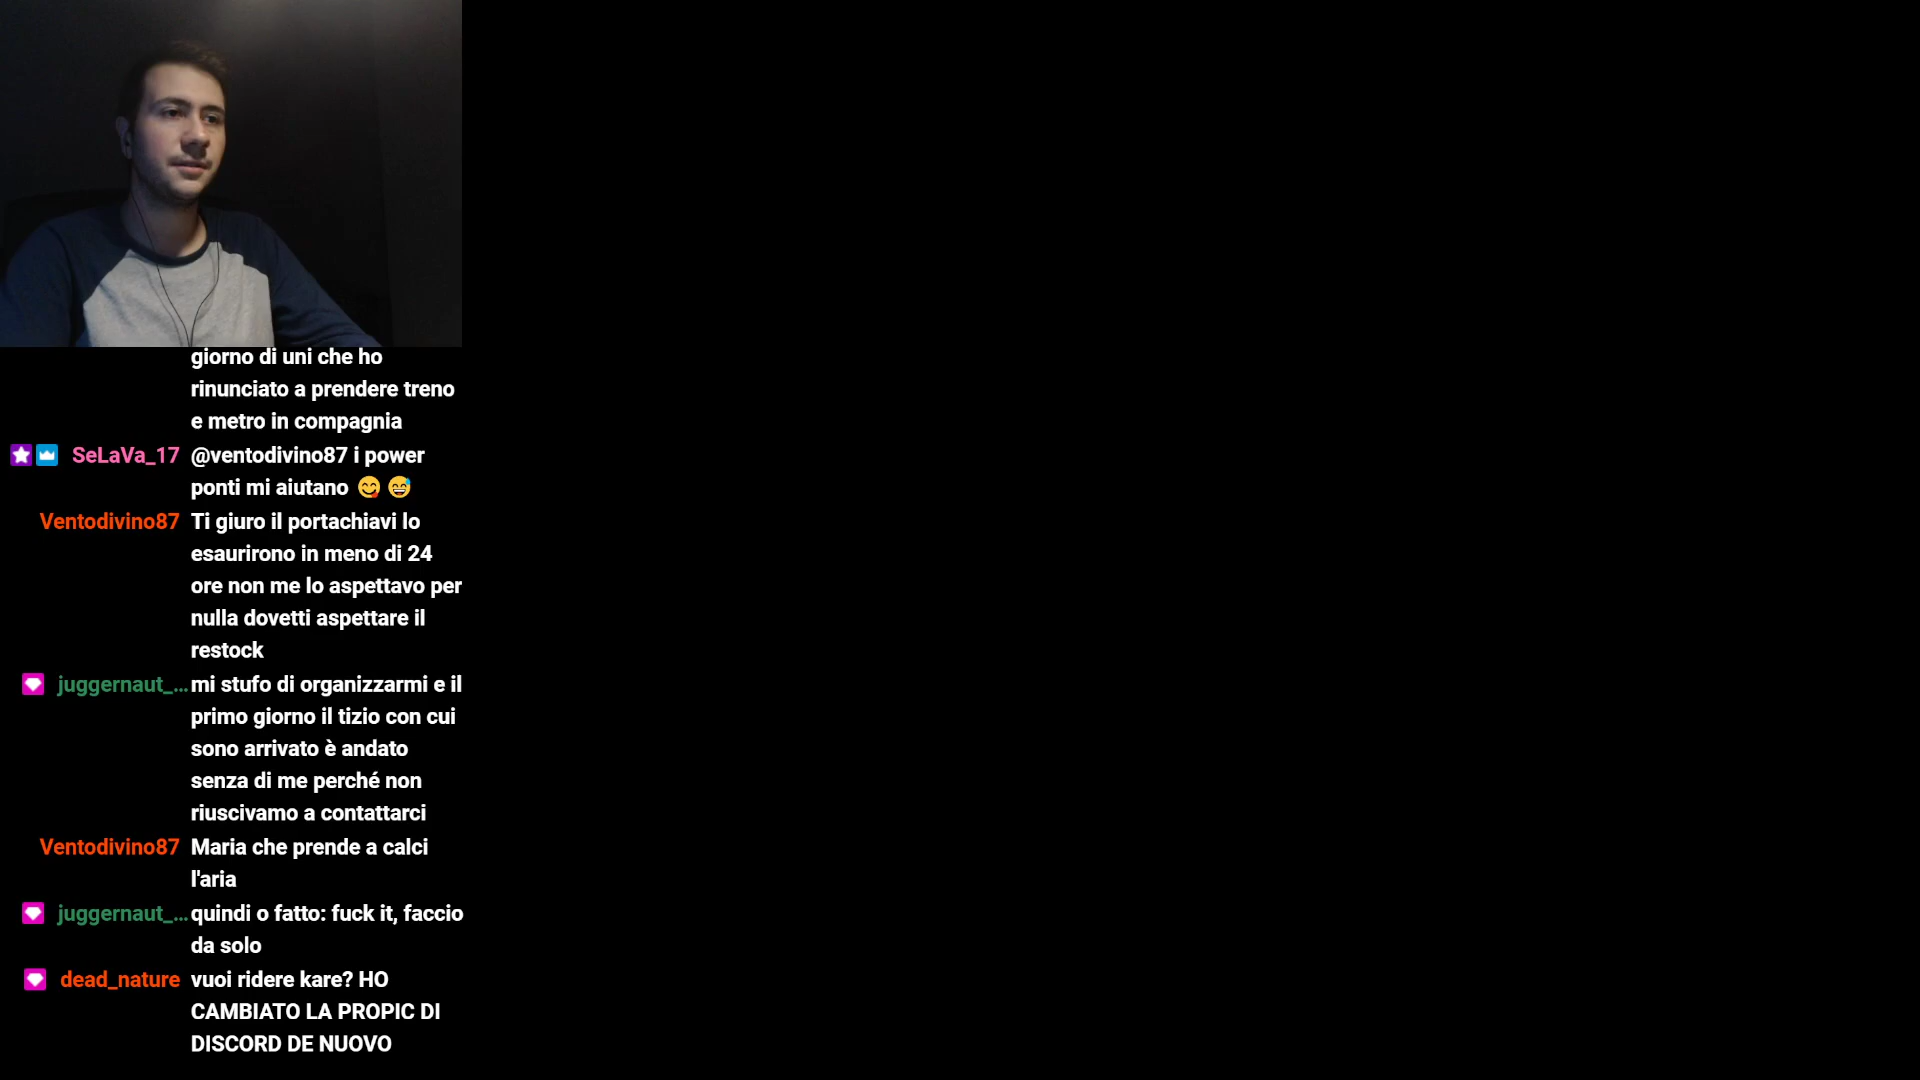 giorno di uni che ho
rinunciato a prendere treno
e metro in compagnia
SeLaVa_17 @ventodivino87 i power
ponti mi aiutano 😋 😅
Ventodivino87 Ti giuro il portachiavi lo
esaurirono in meno di 24
ore non me lo aspettavo per
nulla dovetti aspettare il
restock
juggernaut_... mi stufo di organizzarmi e il
primo giorno il tizio con cui
sono arrivato è andato
senza di me perché non
riuscivamo a contattarci
Ventodivino87 Maria che prende a calci
l'aria
juggernaut_... quindi o fatto: fuck it, faccio
da solo
dead_nature vuoi ridere kare? HO
CAMBIATO LA PROPIC DI
DISCORD DE NUOVO